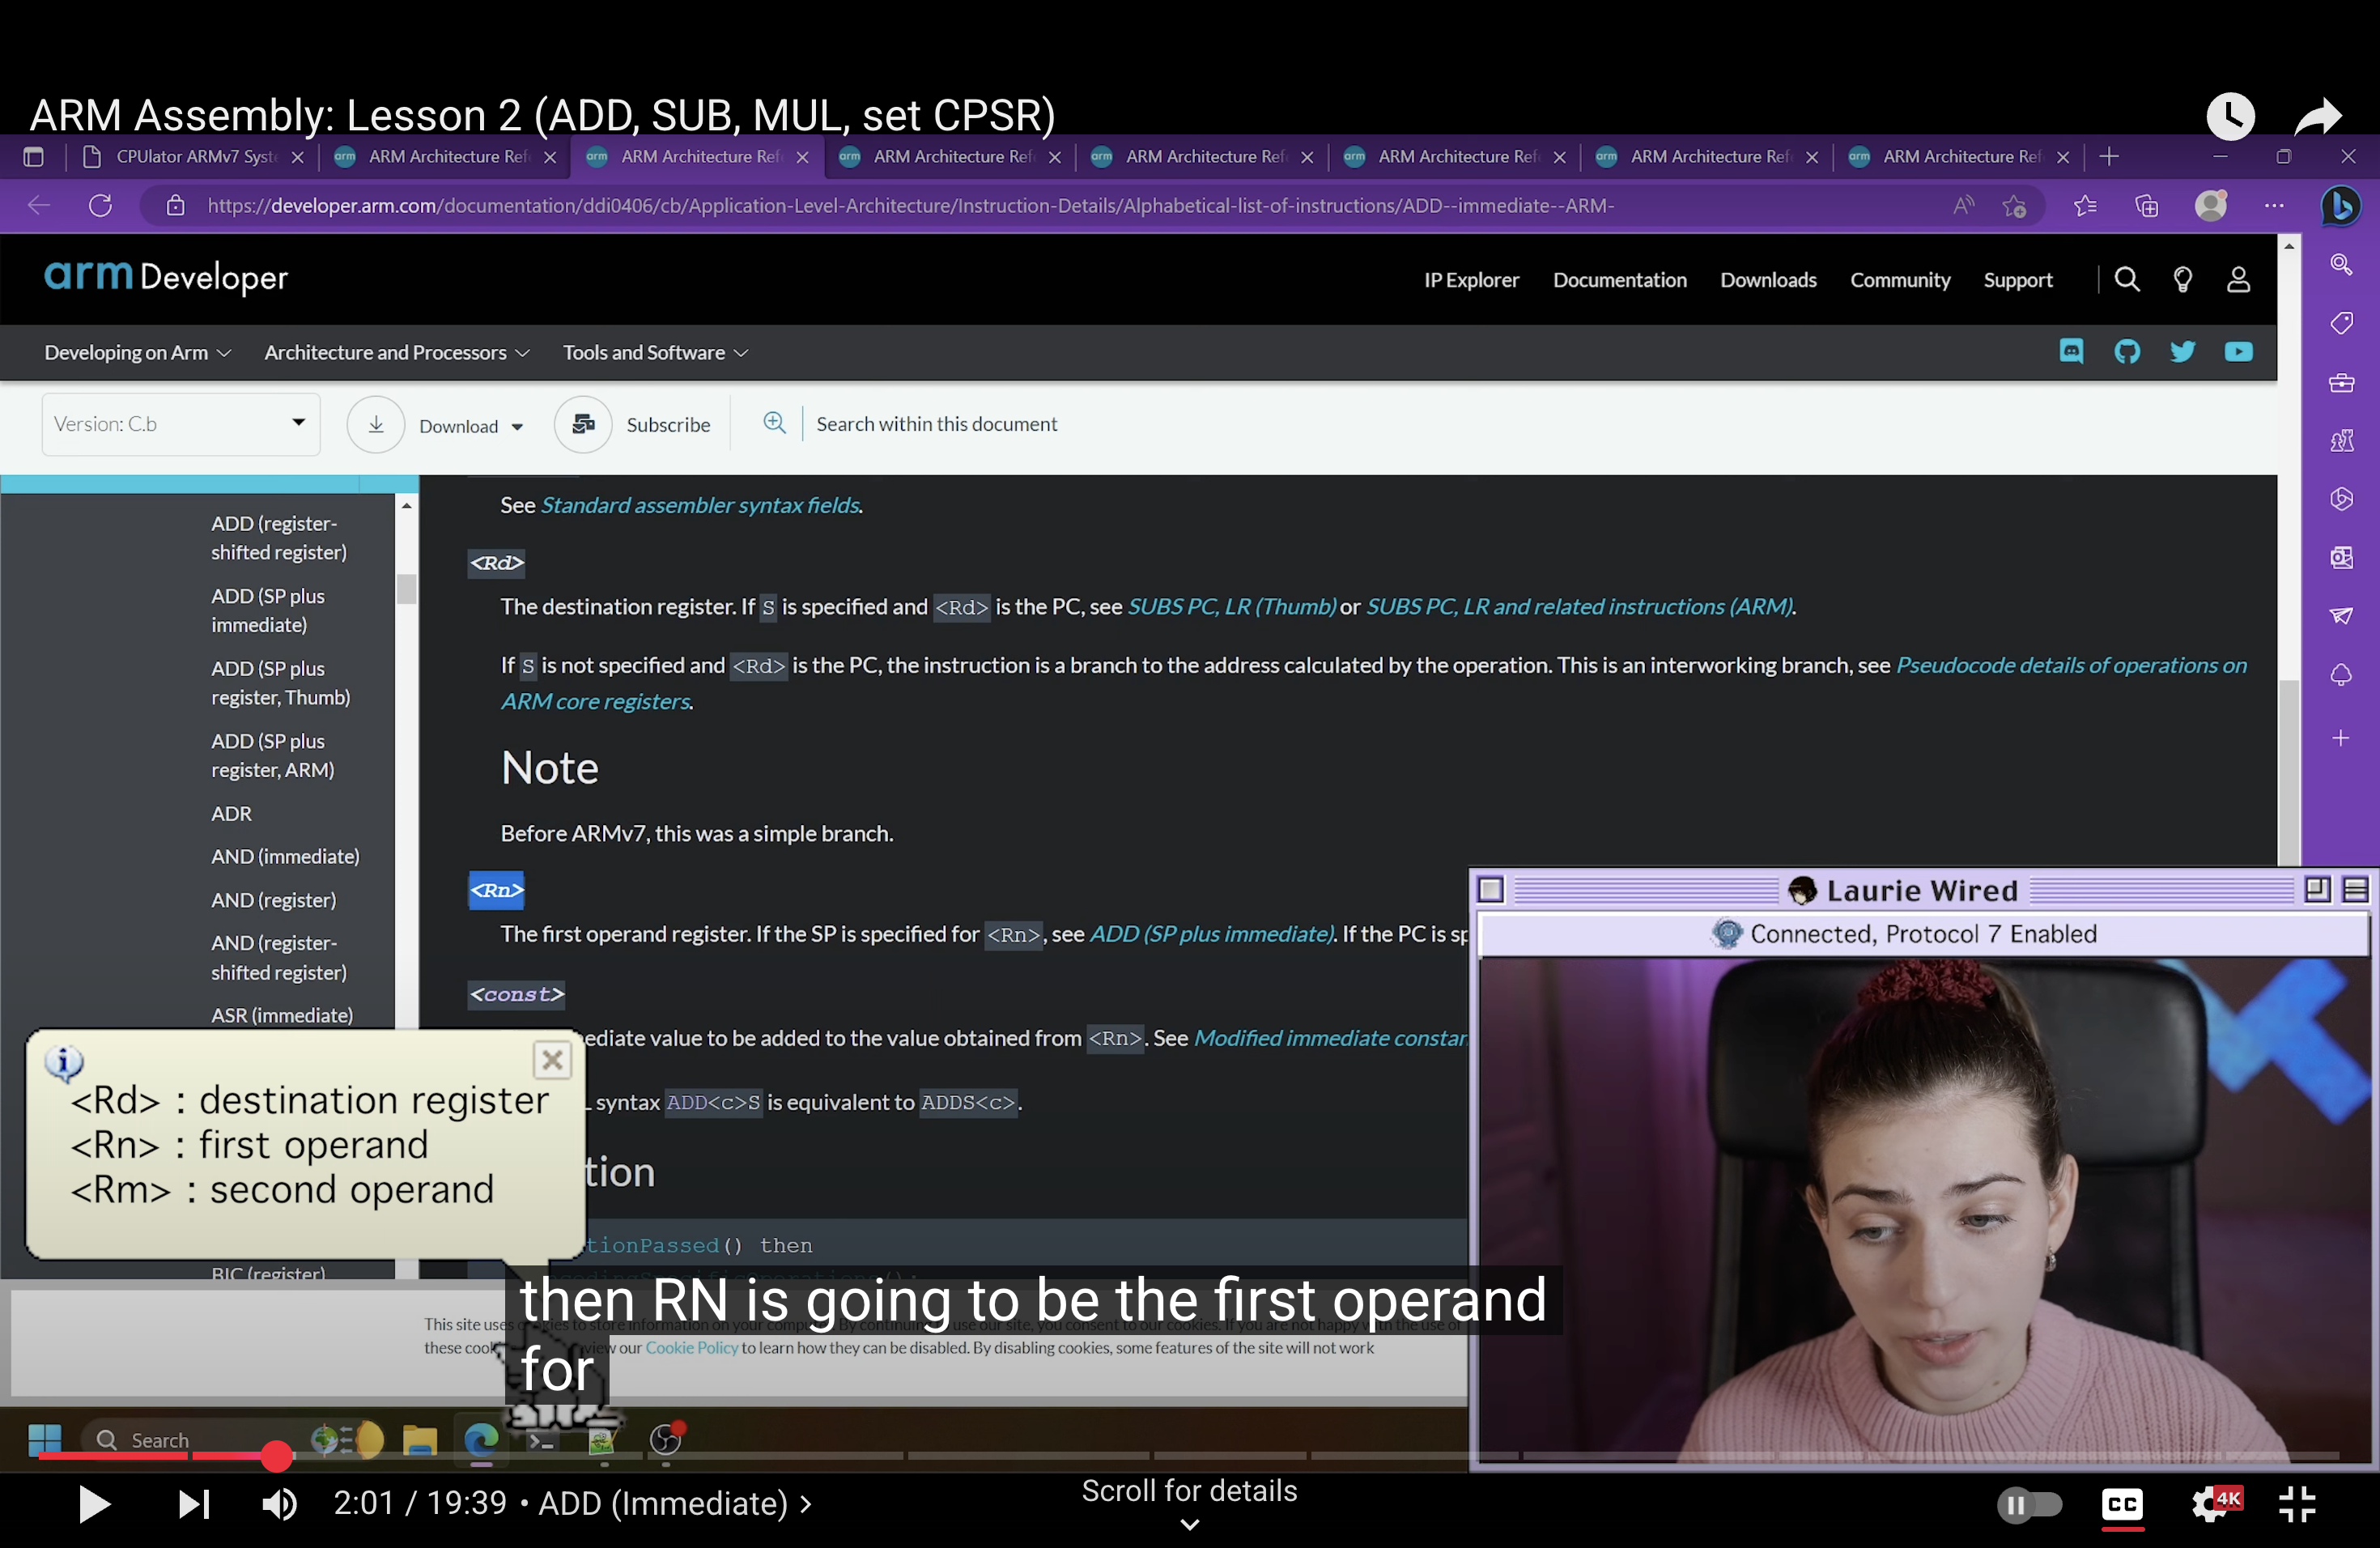 ARM Assembly: Lesson 2 (ADD, SUB, MUL, set CPSR)
CPUlator ARMv7 Syst
arm ARM Architecture Ref
arm ARM Architecture Ref
arm ARM Architecture Ref
arm ARM Architecture Ref
arm ARM Architecture Ref
arm ARM Architecture Ref
arm ARM Architecture Ref
https://developer.arm.com/documentation/ddi0406/cb/Application-Level-Architecture/Instruction-Details/Alphabetical-list-of-instructions/ADD--immediate--ARM-
arm Developer
IP Explorer Documentation Downloads Community Support
Developing on Arm Architecture and Processors Tools and Software
Version: C.b Download Subscribe Search within this document
ADD (register-
shifted register)
ADD (SP plus
immediate)
ADD (SP plus
register, Thumb)
ADD (SP plus
register, ARM)
ADR
AND (immediate)
AND (register)
AND (register-
shifted register)
ASR (immediate)
BIC (register)
See Standard assembler syntax fields.
<Rd>
The destination register. If S is specified and <Rd> is the PC, see SUBS PC, LR (Thumb) or SUBS PC, LR and related instructions (ARM).
If S is not specified and <Rd> is the PC, the instruction is a branch to the address calculated by the operation. This is an interworking branch, see Pseudocode details of operations on
ARM core registers.
Note
Before ARMv7, this was a simple branch.
<Rn>
The first operand register. If the SP is specified for <Rn>, see ADD (SP plus immediate). If the PC is sp
<const>
ediate value to be added to the value obtained from <Rn>. See Modified immediate constan
syntax ADD<c>S is equivalent to ADDS<c>.
tion
tionPassed() then
<Rd> : destination register
<Rn> : first operand
<Rm> : second operand
Laurie Wired
Connected, Protocol 7 Enabled
then RN is going to be the first operand
for
This site uses cookies to store information on your computer. By continuing to use our site, you consent to our cookies. If you are not happy with the use of
these cook view our Cookie Policy to learn how they can be disabled. By disabling cookies, some features of the site will not work
Search
2:01 / 19:39 • ADD (Immediate) >
Scroll for details
CC
4K